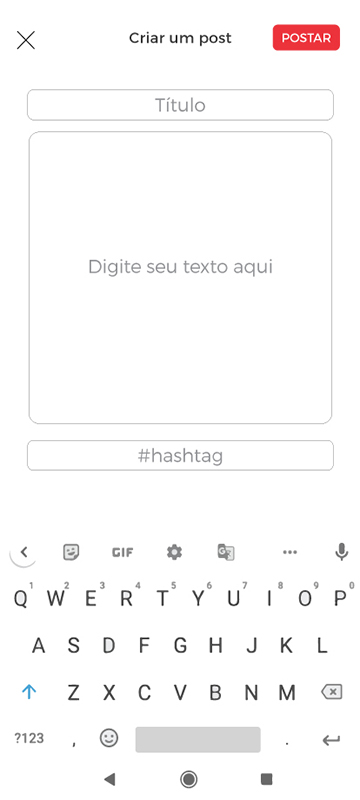 Criar um post
POSTAR
Título
Digite seu texto aqui
#hashtag
GIF
G
1 2 3 4 5 6 7 8 9 0
Q W E R T Y U I O P
A S D F G H J K L
Z X C V B N M
?123 , .